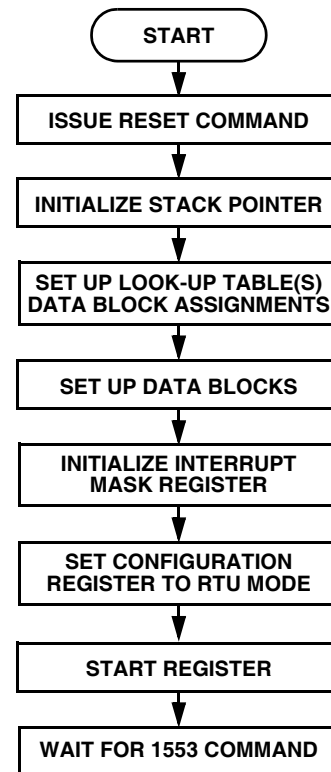 START
ISSUE RESET COMMAND
INITIALIZE STACK POINTER
SET UP LOOK-UP TABLE(S)
DATA BLOCK ASSIGNMENTS
SET UP DATA BLOCKS
INITIALIZE INTERRUPT
MASK REGISTER
SET CONFIGURATION
REGISTER TO RTU MODE
START REGISTER
WAIT FOR 1553 COMMAND